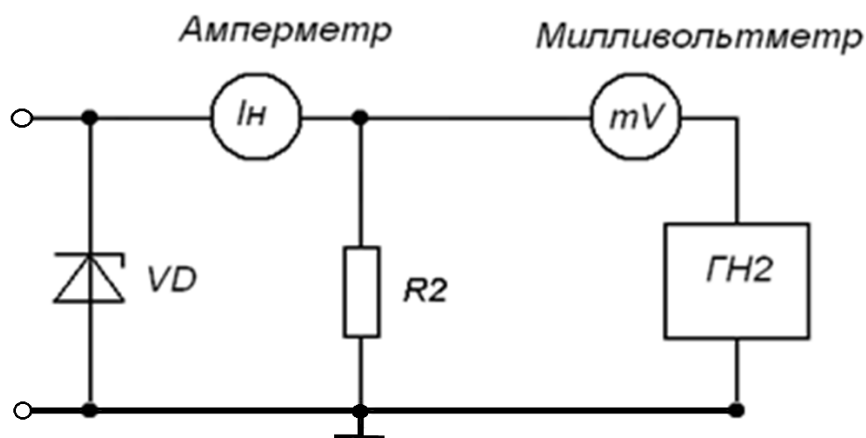 Амперметр
Милливольтметр
Iн
mV
VD
R2
ГН2